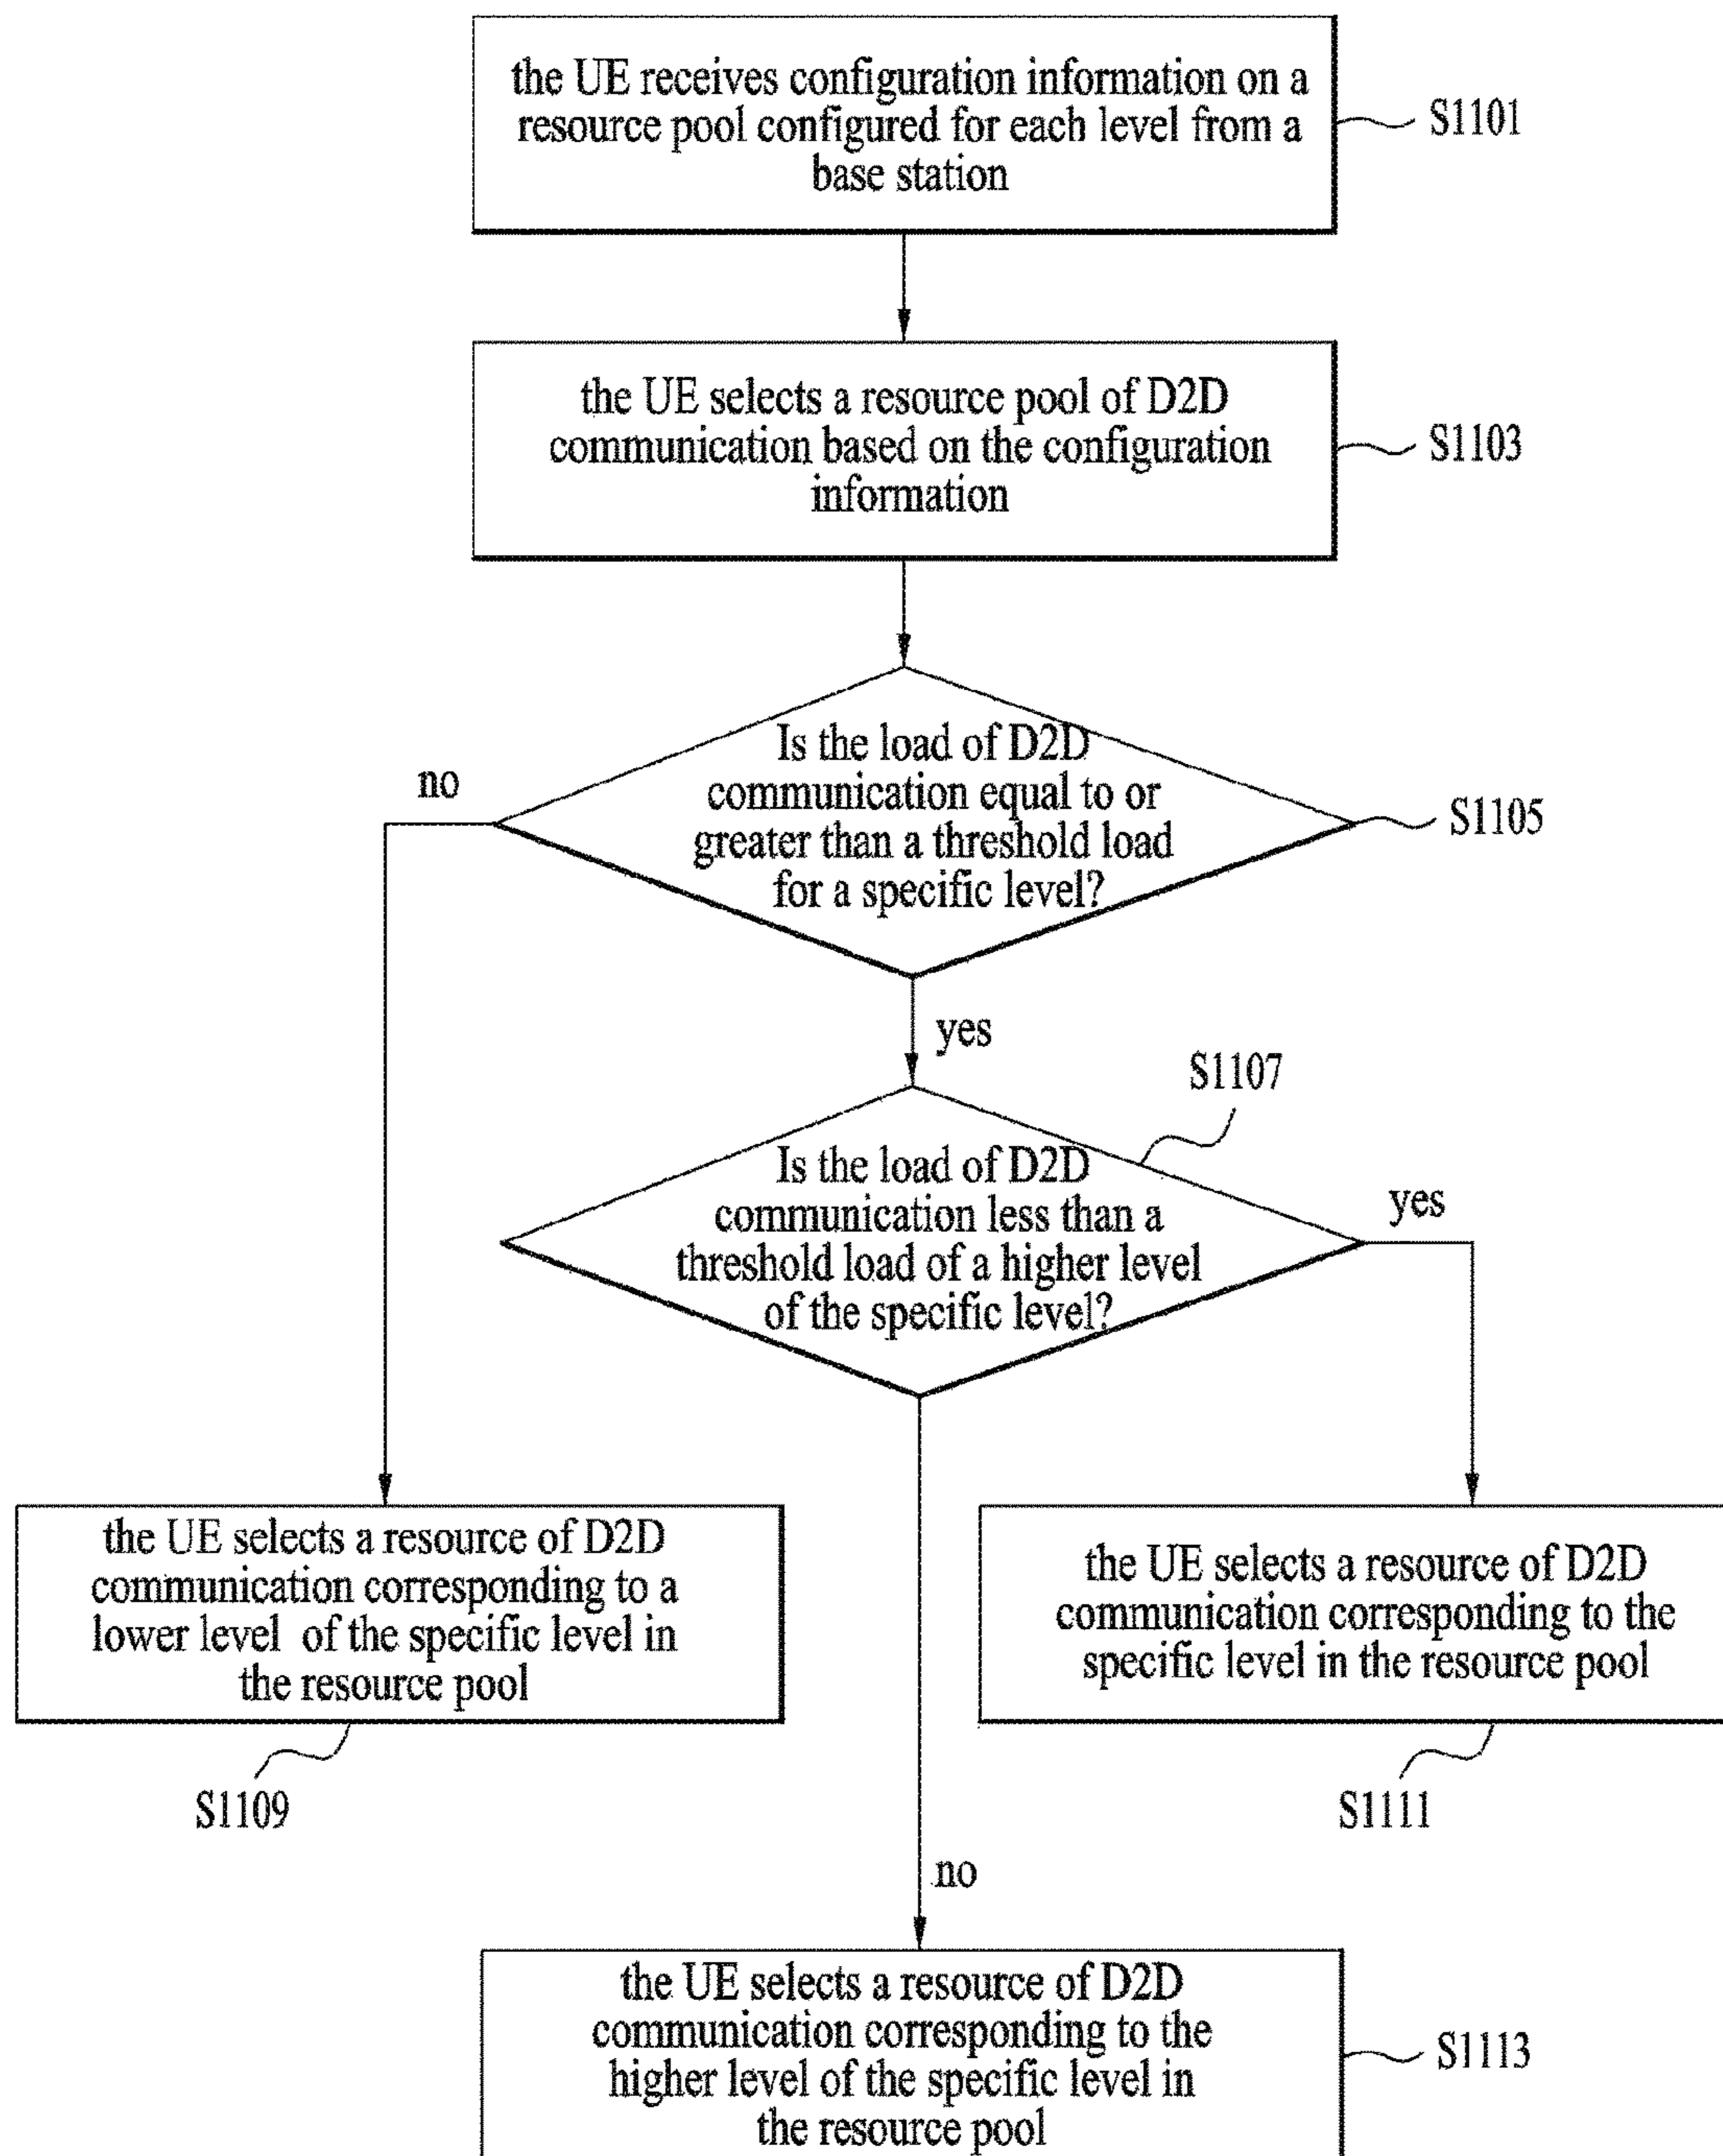 the UE receives configuration information on a
resource pool configured for each level from a
base station
S1101
the UE selects a resource pool of D2D
communication based on the configuration
information
S1103
Is the load of D2D
communication equal to or
greater than a threshold load
for a specific level?
no
S1105
yes
S1107
Is the load of D2D
communication less than a
threshold load of a higher level
of the specific level?
yes
the UE selects a resource of D2D
communication corresponding to a
lower level of the specific level in
the resource pool
S1109
the UE selects a resource of D2D
communication corresponding to the
specific level in the resource pool
S1111
no
the UE selects a resource of D2D
communication corresponding to the
higher level of the specific level in
the resource pool
S1113